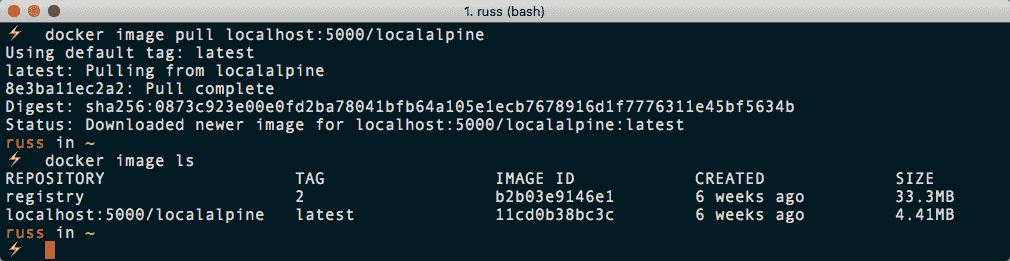 1. russ (bash)
⚡ docker image pull localhost:5000/localalpine
Using default tag: latest
latest: Pulling from localalpine
8e3ba11ec2a2: Pull complete
Digest: sha256:0873c923e00e0fd2ba78041bfb64a105e1ecb7678916d1f7776311e45bf5634b
Status: Downloaded newer image for localhost:5000/localalpine:latest
russ in ~
⚡ docker image ls
REPOSITORY TAG IMAGE ID CREATED SIZE
registry 2 b2b03e9146e1 6 weeks ago 33.3MB
localhost:5000/localalpine latest 11cd0b38bc3c 6 weeks ago 4.41MB
russ in ~
⚡